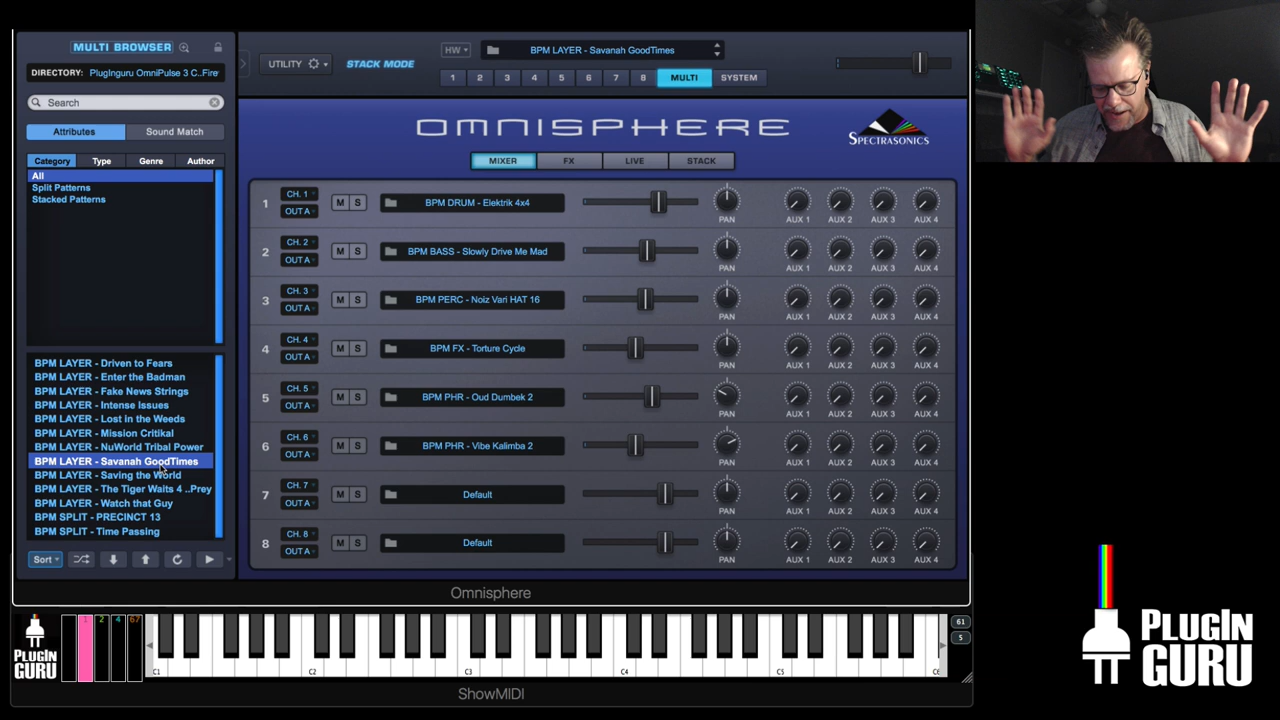 MULTI BROWSER
DIRECTORY: PlugInguru OmniPulse 3 C..Fire
Search
Attributes
Sound Match
Category
Type
Genre
Author
All
Split Patterns
Stacked Patterns
BPM LAYER - Driven to Fears
BPM LAYER - Enter the Badman
BPM LAYER - Fake News Strings
BPM LAYER - Intense Issues
BPM LAYER - Lost in the Weeds
BPM LAYER - Mission Critikal
BPM LAYER - NuWorld Tribal Power
BPM LAYER - Savanah GoodTimes
BPM LAYER - Saving the World
BPM LAYER - The Tiger Waits 4 ..Prey
BPM LAYER - Watch that Guy
BPM SPLIT - PRECINCT 13
BPM SPLIT - Time Passing
Sort
UTILITY
STACK MODE
HW
BPM LAYER - Savanah GoodTimes
1 2 3 4 5 6 7 8 MULTI SYSTEM
OMNISPHERE
SPECTRASONICS
MIXER FX LIVE STACK
1 CH. 1 OUT A M S BPM DRUM - Elektrik 4x4 PAN AUX 1 AUX 2 AUX 3 AUX 4
2 CH. 2 OUT A M S BPM BASS - Slowly Drive Me Mad PAN AUX 1 AUX 2 AUX 3 AUX 4
3 CH. 3 OUT A M S BPM PERC - Noiz Vari HAT 16 PAN AUX 1 AUX 2 AUX 3 AUX 4
4 CH. 4 OUT A M S BPM FX - Torture Cycle PAN AUX 1 AUX 2 AUX 3 AUX 4
5 CH. 5 OUT A M S BPM PHR - Oud Dumbek 2 PAN AUX 1 AUX 2 AUX 3 AUX 4
6 CH. 6 OUT A M S BPM PHR - Vibe Kalimba 2 PAN AUX 1 AUX 2 AUX 3 AUX 4
7 CH. 7 OUT A M S Default PAN AUX 1 AUX 2 AUX 3 AUX 4
8 CH. 8 OUT A M S Default PAN AUX 1 AUX 2 AUX 3 AUX 4
Omnisphere
PLUGIN
GURU
1 2 4 67
C1 C2 C3 C4 C5 C6
61
S
ShowMIDI
PLUGIN
GURU